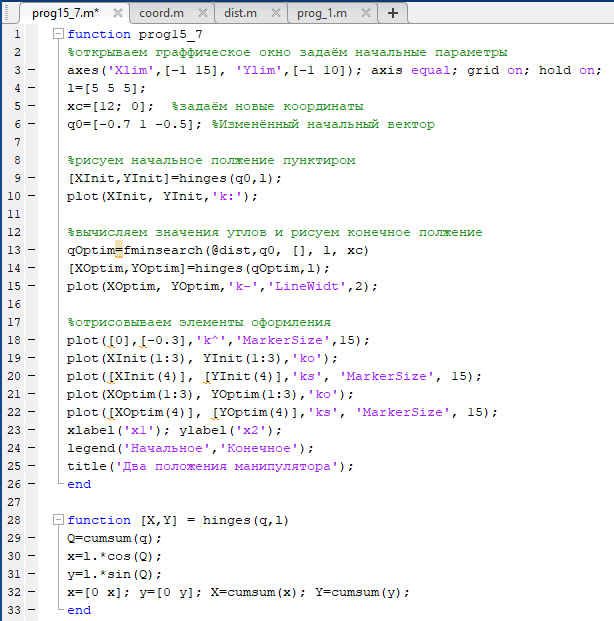 prog15_7.m* × coord.m × dist.m × prog_1.m × +
1 function prog15_7
2 %открываем граффическое окно задаём начальные параметры
3 – axes('Xlim',[-1 15], 'Ylim',[-1 10]); axis equal; grid on; hold on;
4 – l=[5 5 5];
5 – xc=[12; 0];  %задаём новые координаты
6 – q0=[-0.7 1 -0.5]; %Изменённый начальный вектор
7
8 %рисуем начальное полжение пунктиром
9 – [XInit,YInit]=hinges(q0,l);
10 – plot(XInit, YInit,'k:');
11
12 %вычисляем значения углов и рисуем конечное полжение
13 – qOptim=fminsearch(@dist,q0, [], l, xc)
14 – [XOptim,YOptim]=hinges(qOptim,l);
15 – plot(XOptim, YOptim,'k-','LineWidt',2);
16
17 %отрисовываем элементы оформления
18 – plot([0],[-0.3],'k^','MarkerSize',15);
19 – plot(XInit(1:3), YInit(1:3),'ko');
20 – plot([XInit(4)], [YInit(4)],'ks', 'MarkerSize', 15);
21 – plot(XOptim(1:3), YOptim(1:3),'ko');
22 – plot([XOptim(4)], [YOptim(4)],'ks', 'MarkerSize', 15);
23 – xlabel('x1'); ylabel('x2');
24 – legend('Начальное','Конечное');
25 – title('Два положения манипулятора');
26 – end
27
28 function [X,Y] = hinges(q,l)
29 – Q=cumsum(q);
30 – x=l.*cos(Q);
31 – y=l.*sin(Q);
32 – x=[0 x]; y=[0 y]; X=cumsum(x); Y=cumsum(y);
33 – end